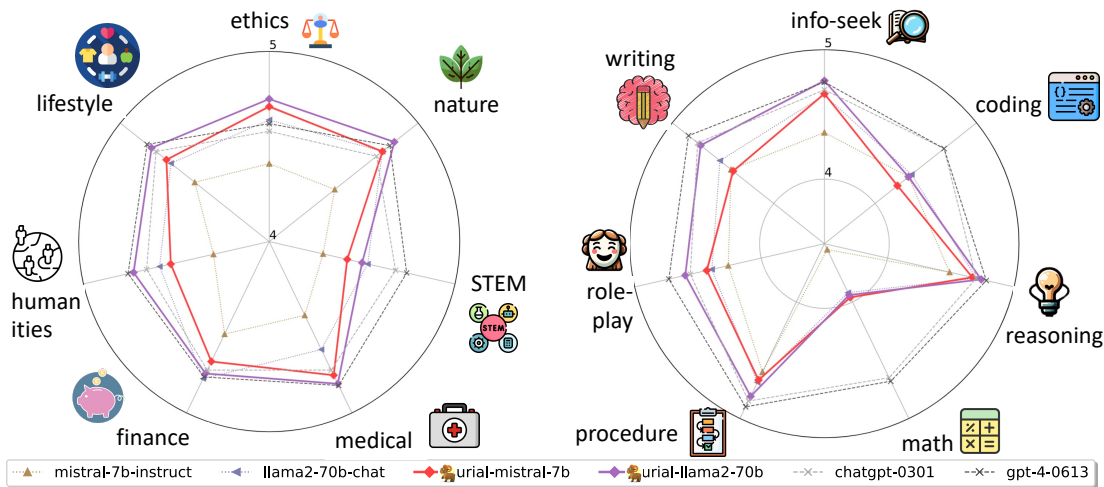 ethics
5
lifestyle
nature
4
human
ities
STEM
STEM
finance
medical
info-seek
5
writing
coding
{}
4
role-
play
reasoning
procedure
math
mistral-7b-instruct
llama2-70b-chat
urial-mistral-7b
urial-llama2-70b
chatgpt-0301
gpt-4-0613